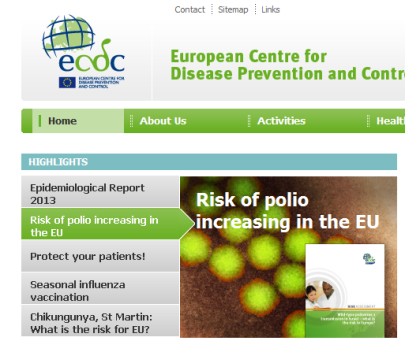 Contact Sitemap Links
ecdc
EUROPEAN CENTRE FOR
DISEASE PREVENTION
AND CONTROL
European Centre for
Disease Prevention and Contr
Home About Us Activities Healt
HIGHLIGHTS
Epidemiological Report
2013
Risk of polio increasing in
the EU
Protect your patients!
Seasonal influenza
vaccination
Chikungunya, St Martin:
What is the risk for EU?
Risk of polio
increasing in the EU